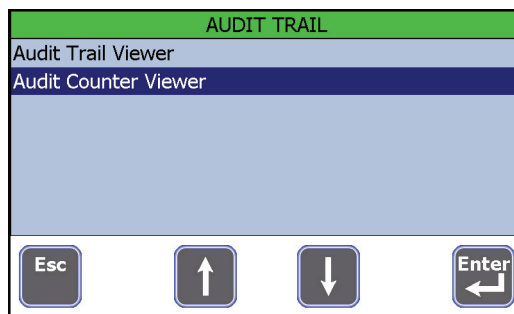 AUDIT TRAIL
Audit Trail Viewer
Audit Counter Viewer
Esc
Enter